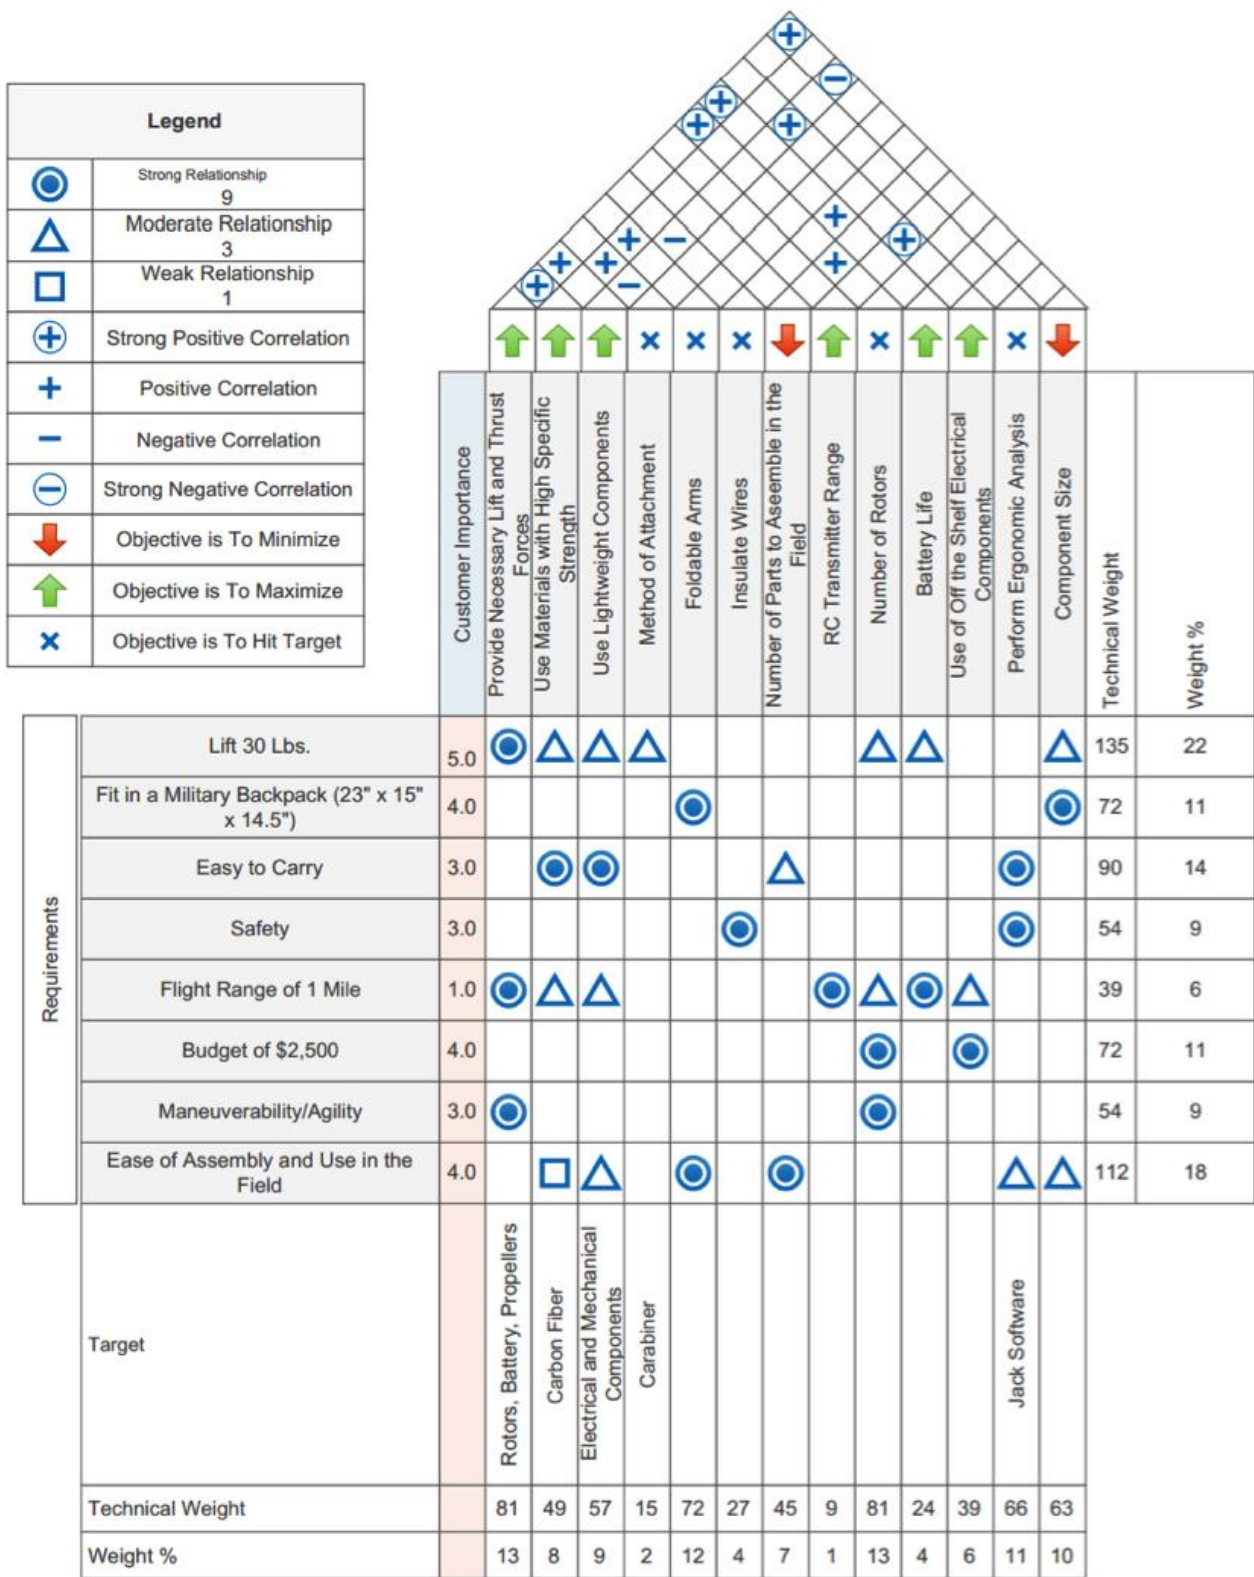 Legend
Strong Relationship
9
Moderate Relationship
3
Weak Relationship
1
Strong Positive Correlation
Positive Correlation
Negative Correlation
Strong Negative Correlation
Objective is To Minimize
Objective is To Maximize
Objective is To Hit Target
Customer Importance
Provide Necessary Lift and Thrust
Forces
Use Materials with High Specific
Strength
Use Lightweight Components
Method of Attachment
Foldable Arms
Insulate Wires
Number of Parts to Aseemble in the
Field
RC Transmitter Range
Number of Rotors
Battery Life
Use of Off the Shelf Electrical
Components
Perform Ergonomic Analysis
Component Size
Technical Weight
Weight %
Requirements
Lift 30 Lbs. 5.0 135 22
Fit in a Military Backpack (23" x 15"
x 14.5") 4.0 72 11
Easy to Carry 3.0 90 14
Safety 3.0 54 9
Flight Range of 1 Mile 1.0 39 6
Budget of $2,500 4.0 72 11
Maneuverability/Agility 3.0 54 9
Ease of Assembly and Use in the
Field 4.0 112 18
Target
Rotors, Battery, Propellers
Carbon Fiber
Electrical and Mechanical
Components
Carabiner
Jack Software
Technical Weight 81 49 57 15 72 27 45 9 81 24 39 66 63
Weight % 13 8 9 2 12 4 7 1 13 4 6 11 10